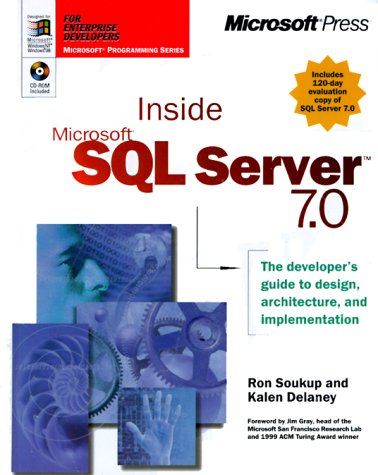 Designed for
Microsoft
Windows NT
Windows 98
CD-ROM
Included
FOR
ENTERPRISE
DEVELOPERS
MICROSOFT PROGRAMMING SERIES
Microsoft Press
Includes
120-day
evaluation
copy of
SQL Server 7.0
Inside
Microsoft
SQL Server™
7.0
The developer's
guide to design,
architecture, and
implementation
Ron Soukup and
Kalen Delaney
Foreword by Jim Gray, head of the
Microsoft San Francisco Research Lab
and 1999 ACM Turing Award winner